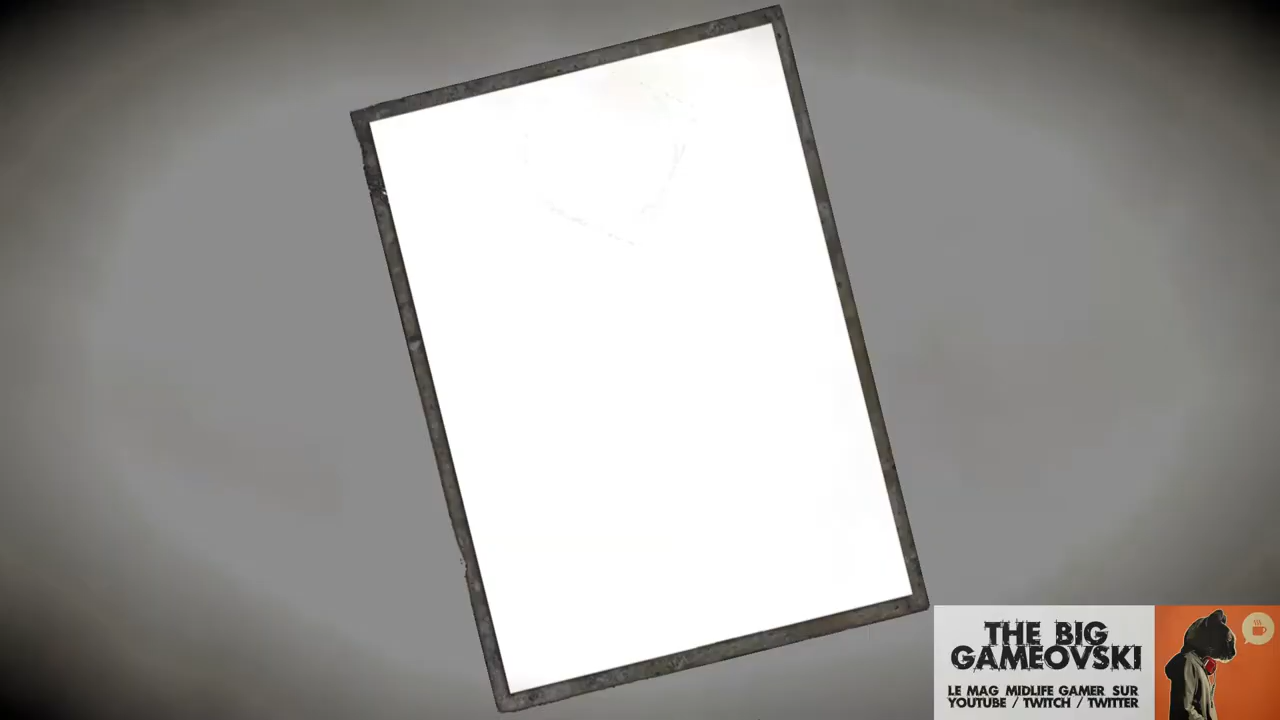 THE BIG
GAMEOVSKI
LE MAG MIDLIFE GAMER SUR
YOUTUBE / TWITCH / TWITTER